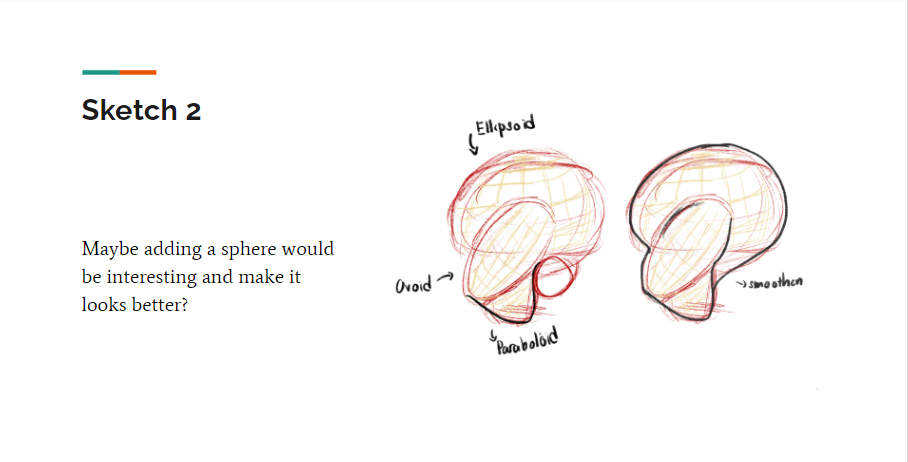 Sketch 2
Maybe adding a sphere would
be interesting and make it
looks better?
Ellipsoid
Ovoid
Paraboloid
smoothen